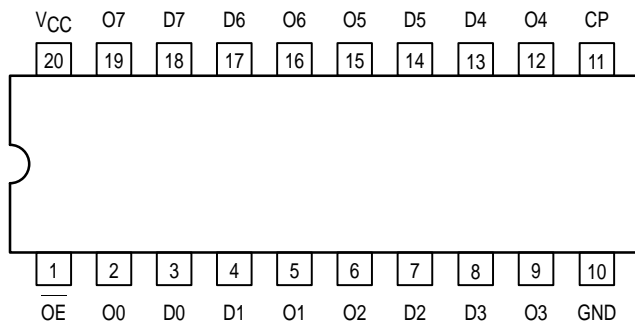 VCC O7 D7 D6 O6 O5 D5 D4 O4 CP
20 19 18 17 16 15 14 13 12 11
1 2 3 4 5 6 7 8 9 10
O̅E̅ O0 D0 D1 O1 O2 D2 D3 O3 GND